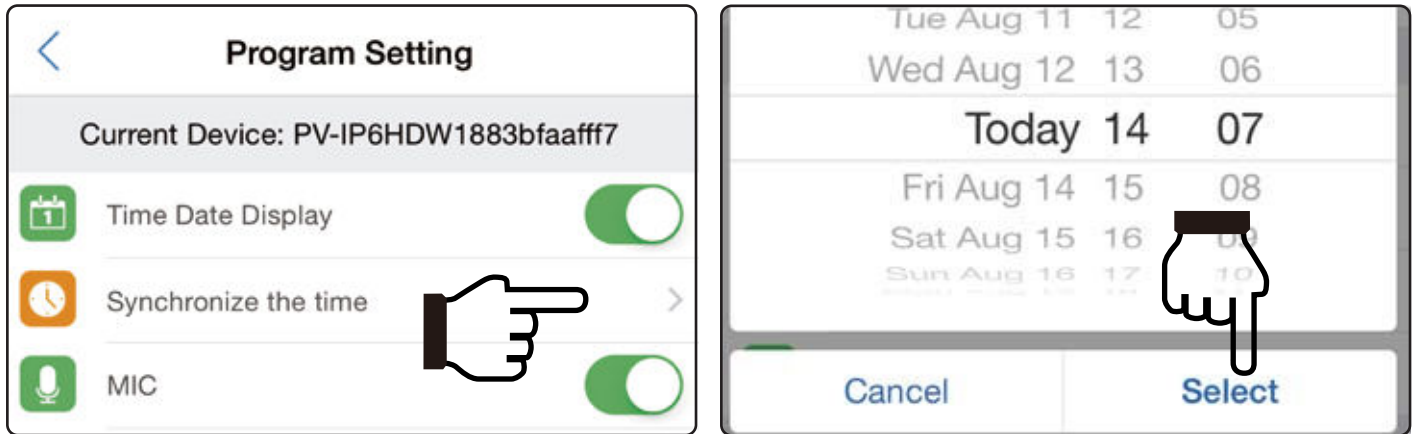 Program Setting
Current Device: PV-IP6HDW1883bfaafff7
1
Time Date Display
Synchronize the time
MIC
Tue Aug 11 12 05
Wed Aug 12 13 06
Today 14 07
Fri Aug 14 15 08
Sat Aug 15 16 09
Sun Aug 16 17 10
Cancel Select